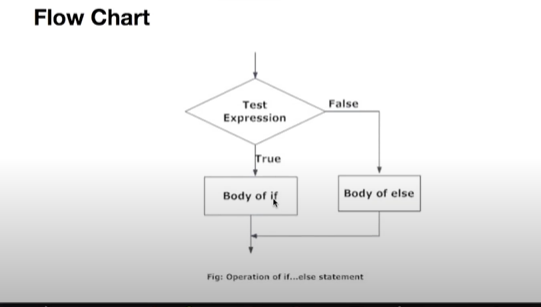 Flow Chart
Test
Expression
False
True
Body of if
Body of else
Fig: Operation of if...else statement